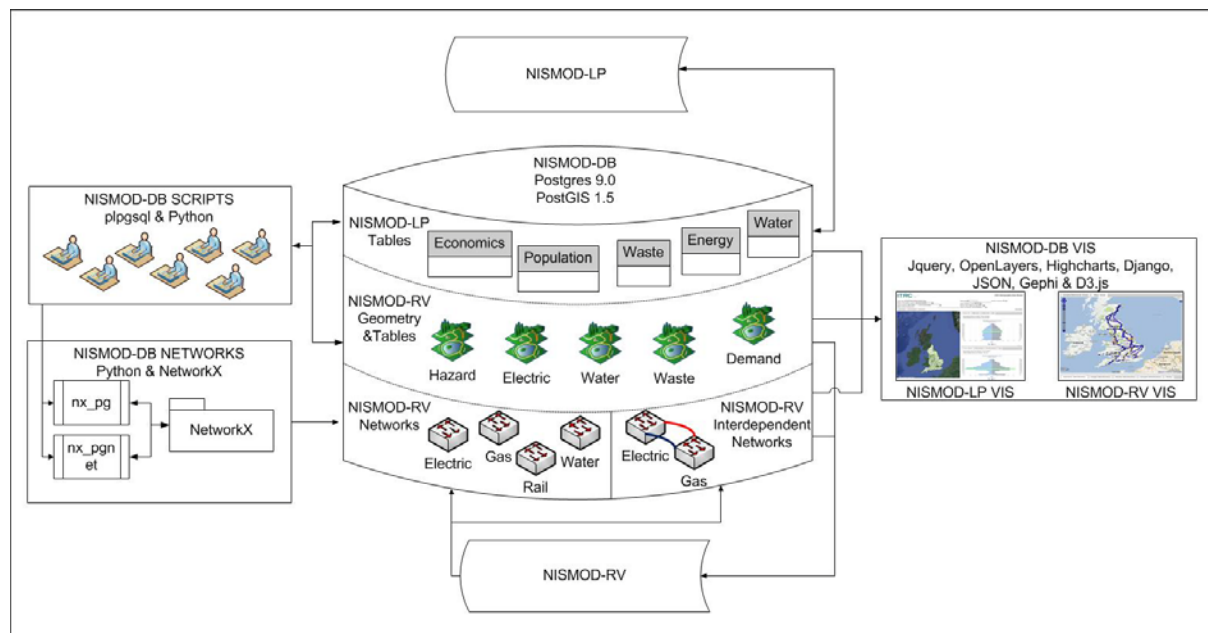 NISMOD-LP
NISMOD-DB
Postgres 9.0
PostGIS 1.5
NISMOD-DB SCRIPTS
plpgsql & Python
NISMOD-LP
Tables
Economics
Population
Waste
Energy
Water
NISMOD-DB VIS
Jquery, OpenLayers, Highcharts, Django,
JSON, Gephi & D3.js
NISMOD-LP VIS
NISMOD-RV VIS
NISMOD-RV
Geometry
&Tables
Hazard
Electric
Water
Waste
Demand
NISMOD-DB NETWORKS
Python & NetworkX
nx_pg
nx_pgn
et
NetworkX
NISMOD-RV
Networks
Electric
Gas
Rail
Water
NISMOD-RV
Interdependent
Networks
Electric
Gas
NISMOD-RV